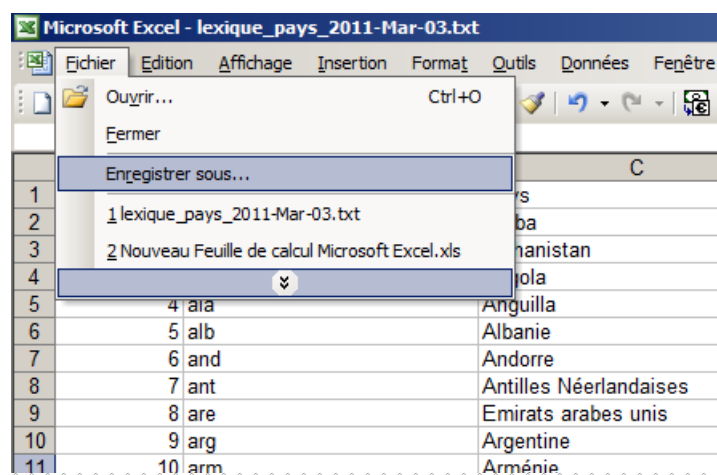 Microsoft Excel - lexique_pays_2011-Mar-03.txt
Fichier Edition Affichage Insertion Format Outils Données Fenêtre
Ouvrir... Ctrl+O
Fermer
Enregistrer sous...
1 lexique_pays_2011-Mar-03.txt
2 Nouveau Feuille de calcul Microsoft Excel.xls
C
1
2
3
4
5 4 ala Anguilla
6 5 alb Albanie
7 6 and Andorre
8 7 ant Antilles Néerlandaises
9 8 are Emirats arabes unis
10 9 arg Argentine
11 10 arm Arménie